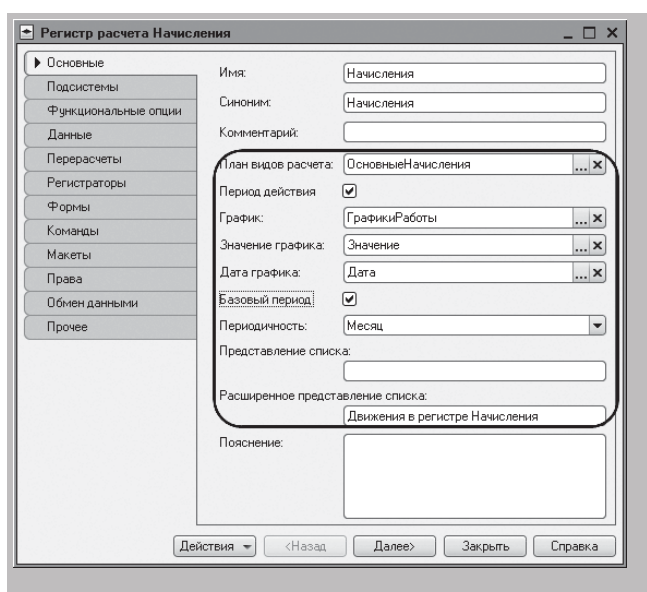 Регистр расчета Начисления
Основные
Подсистемы
Функциональные опции
Данные
Перерасчеты
Регистраторы
Формы
Команды
Макеты
Права
Обмен данными
Прочее
Имя: Начисления
Синоним: Начисления
Комментарий:
План видов расчета: ОсновныеНачисления ... ×
Период действия
График: ГрафикиРаботы ... ×
Значение графика: Значение ... ×
Дата графика: Дата ... ×
Базовый период
Периодичность: Месяц
Представление списка:
Расширенное представление списка:
Движения в регистре Начисления
Пояснение:
Действия <Назад Далее> Закрыть Справка